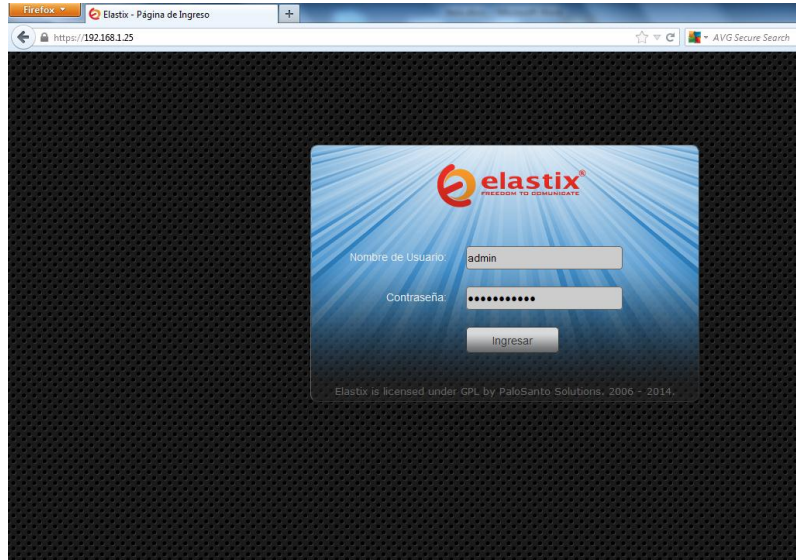 Firefox
Elastix - Página de Ingreso
+
https://192.168.1.25
AVG Secure Search
elastix®
FREEDOM TO COMUNICATE
Nombre de Usuario:
admin
Contraseña:
•••••••••••
Ingresar
Elastix is licensed under GPL by PaloSanto Solutions. 2006 - 2014.